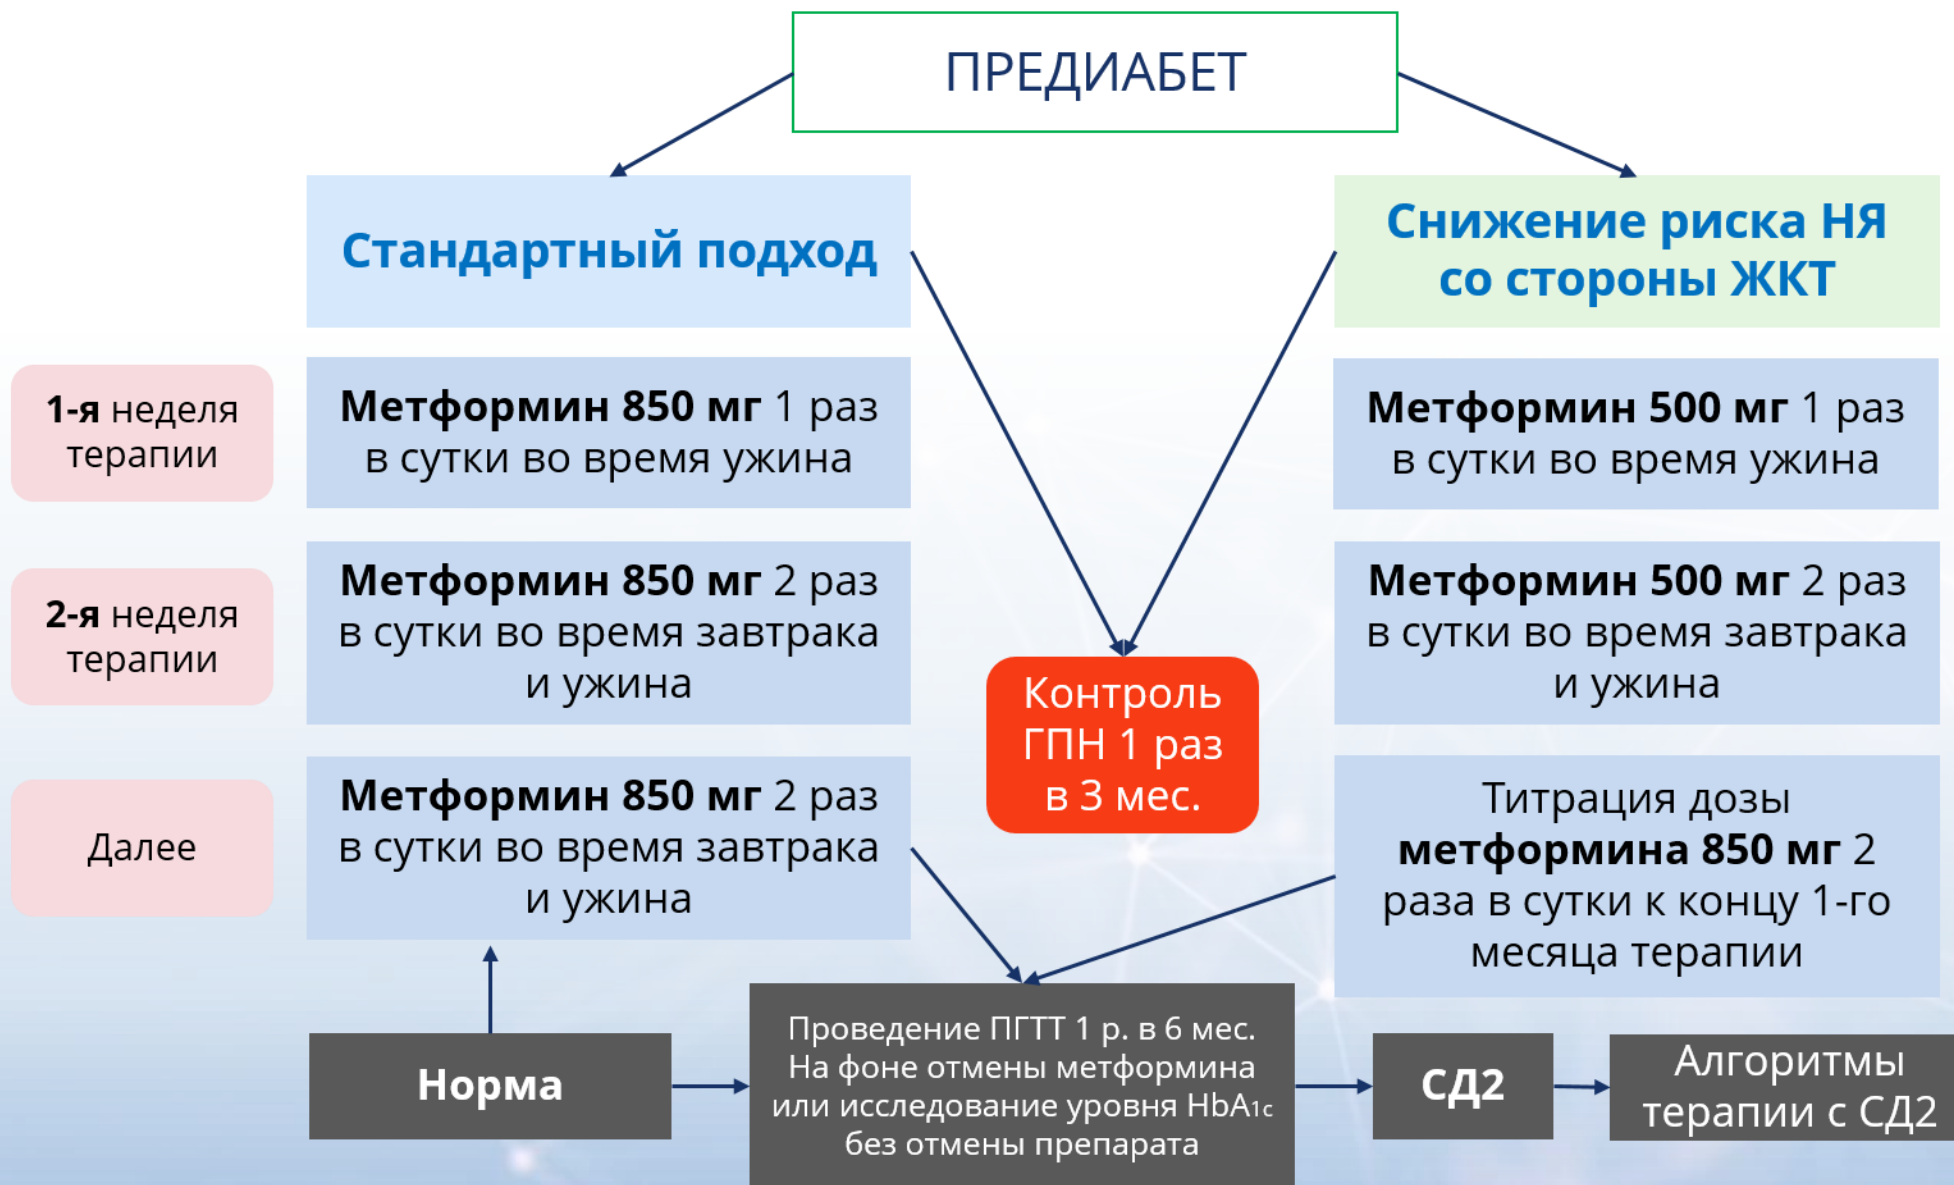 ПРЕДИАБЕТ
Стандартный подход
Снижение риска НЯ
со стороны ЖКТ
1-я неделя
терапии
Метформин 850 мг 1 раз
в сутки во время ужина
Метформин 500 мг 1 раз
в сутки во время ужина
2-я неделя
терапии
Метформин 850 мг 2 раз
в сутки во время завтрака
и ужина
Метформин 500 мг 2 раз
в сутки во время завтрака
и ужина
Контроль
ГПН 1 раз
в 3 мес.
Далее
Метформин 850 мг 2 раз
в сутки во время завтрака
и ужина
Титрация дозы
метформина 850 мг 2
раза в сутки к концу 1-го
месяца терапии
Норма
Проведение ПГТТ 1 р. в 6 мес.
На фоне отмены метформина
или исследование уровня HbA1c
без отмены препарата
СД2
Алгоритмы
терапии с СД2